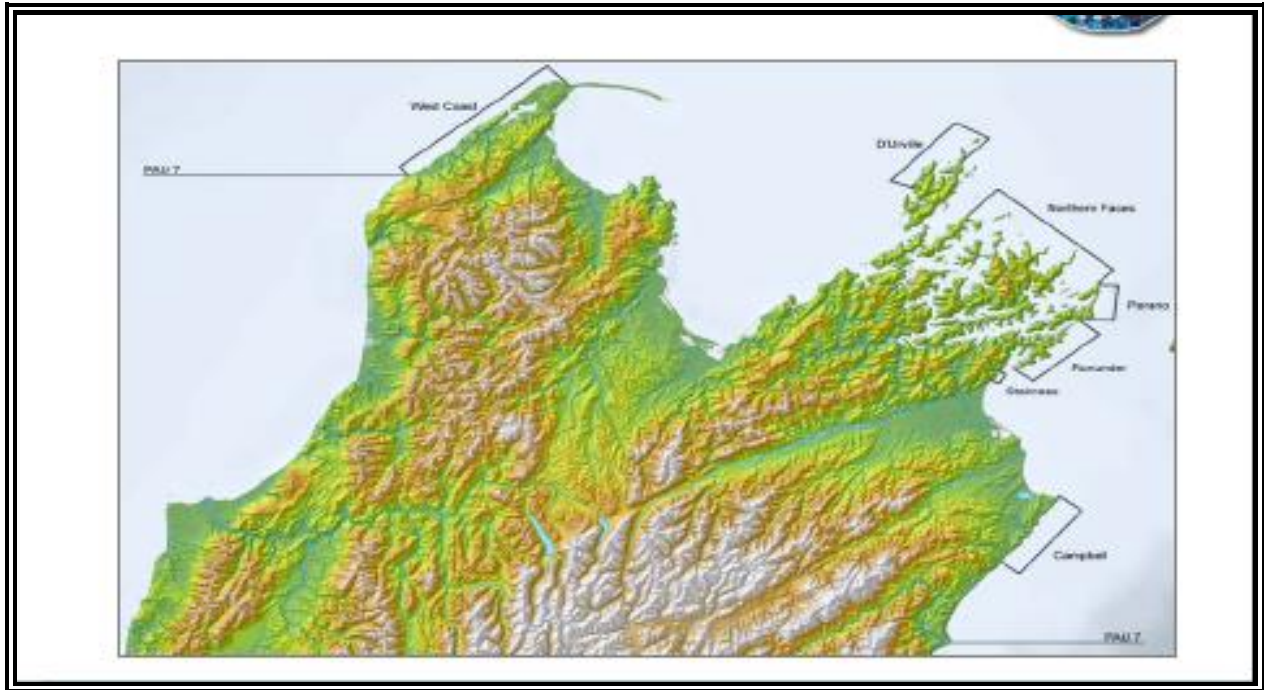 West Coast
D'Urville
PAU 7
Northern Faces
Perano
Rununder
Staircase
Campbell
PAU 7